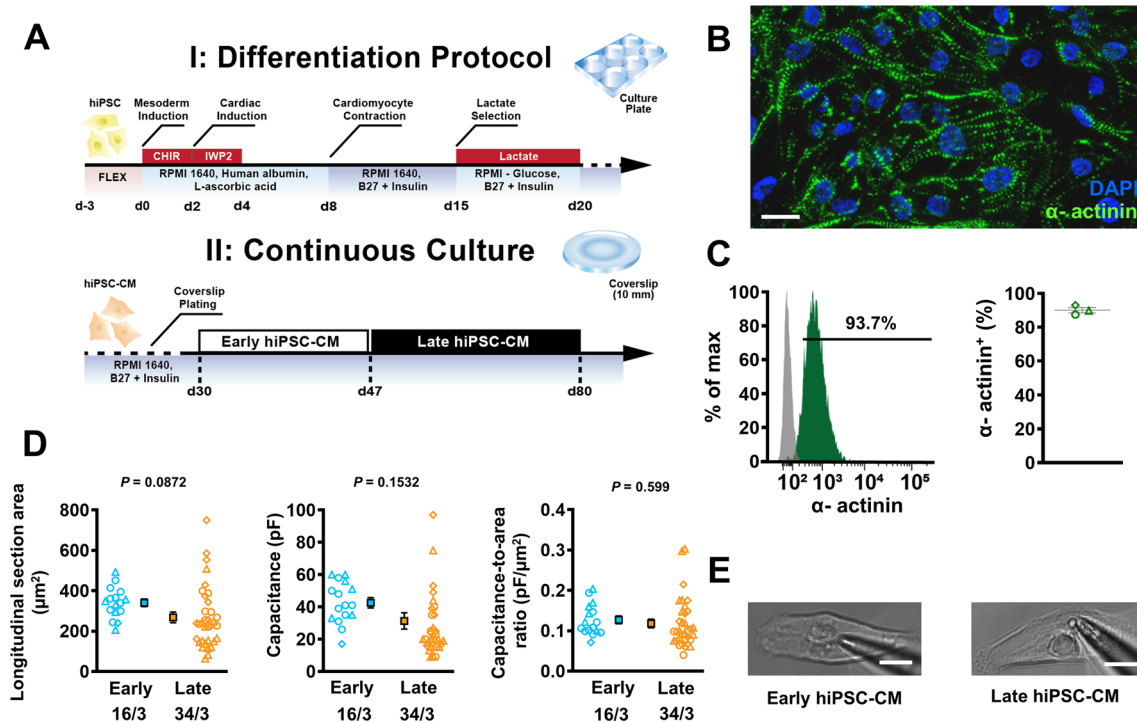 A
I: Differentiation Protocol
Culture
Plate
hiPSC
Mesoderm
Induction
Cardiac
Induction
Cardiomyocyte
Contraction
Lactate
Selection
CHIR
IWP2
Lactate
FLEX
RPMI 1640, Human albumin,
L-ascorbic acid
RPMI 1640,
B27 + Insulin
RPMI - Glucose,
B27 + Insulin
d-3
d0
d2
d4
d8
d15
d20
II: Continuous Culture
Coverslip
(10 mm)
hiPSC-CM
Coverslip
Plating
Early hiPSC-CM
Late hiPSC-CM
RPMI 1640,
B27 + Insulin
d30
d47
d80
B
DAPI
α- actinin
C
% of max
100
80
60
40
20
0
93.7%
10² 10³ 10⁴ 10⁵
α- actinin
α- actinin⁺ (%)
100
80
60
40
20
0
D
P = 0.0872
Longitudinal section area
(μm²)
800
600
400
200
0
Early Late
16/3 34/3
P = 0.1532
Capacitance (pF)
100
80
60
40
20
0
Early Late
16/3 34/3
P = 0.599
Capacitance-to-area
ratio (pF/μm²)
0.4
0.3
0.2
0.1
0.0
Early Late
16/3 34/3
E
Early hiPSC-CM
Late hiPSC-CM